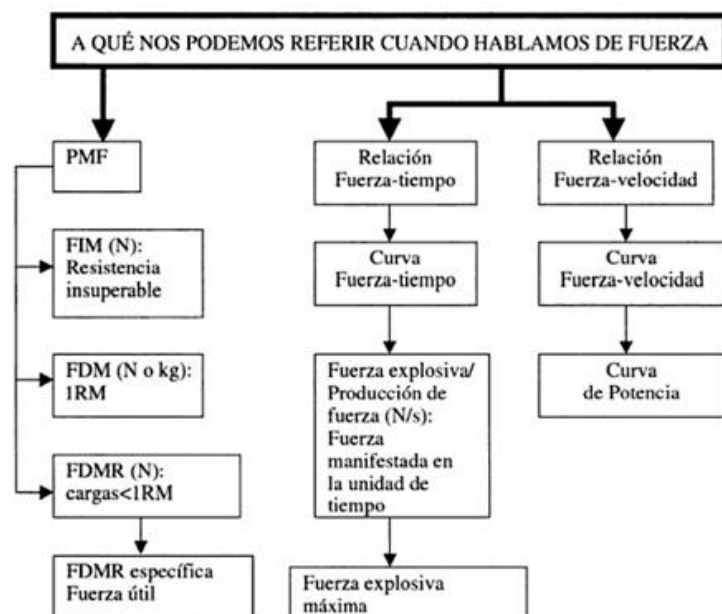 A QUÉ NOS PODEMOS REFERIR CUANDO HABLAMOS DE FUERZA
PMF
FIM (N):
Resistencia
insuperable
FDM (N o kg):
1RM
FDMR (N):
cargas<1RM
FDMR específica
Fuerza útil
Relación
Fuerza-tiempo
Curva
Fuerza-tiempo
Fuerza explosiva/
Producción de
fuerza (N/s):
Fuerza
manifestada en
la unidad de
tiempo
Fuerza explosiva
máxima
Relación
Fuerza-velocidad
Curva
Fuerza-velocidad
Curva
de Potencia